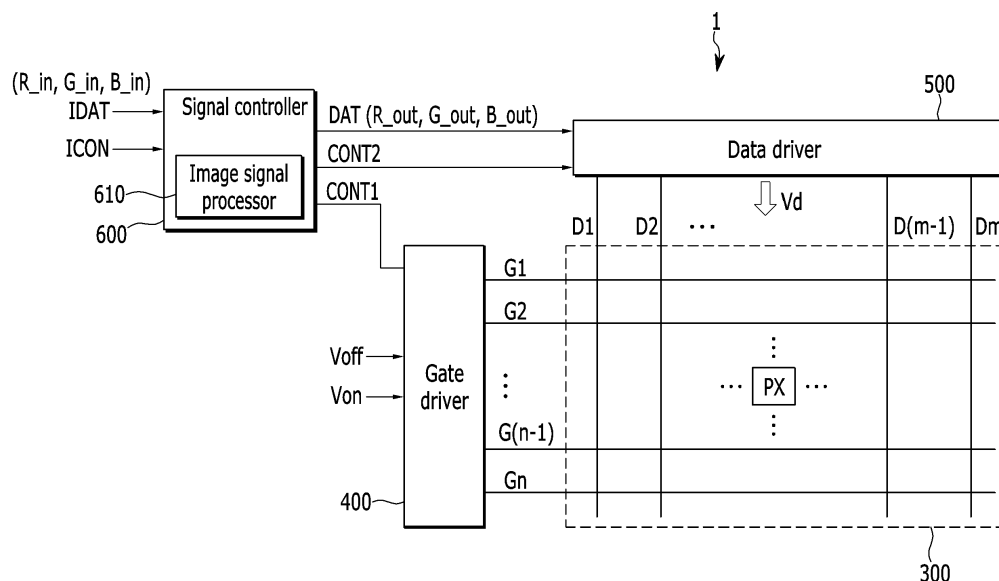 1
(R_in, G_in, B_in)
IDAT
ICON
Signal controller
Image signal
processor
610
600
DAT (R_out, G_out, B_out)
CONT2
CONT1
500
Data driver
Vd
D1
D2
...
D(m-1)
Dm
G1
G2
...
G(n-1)
Gn
Voff
Von
Gate
driver
400
... PX ...
300